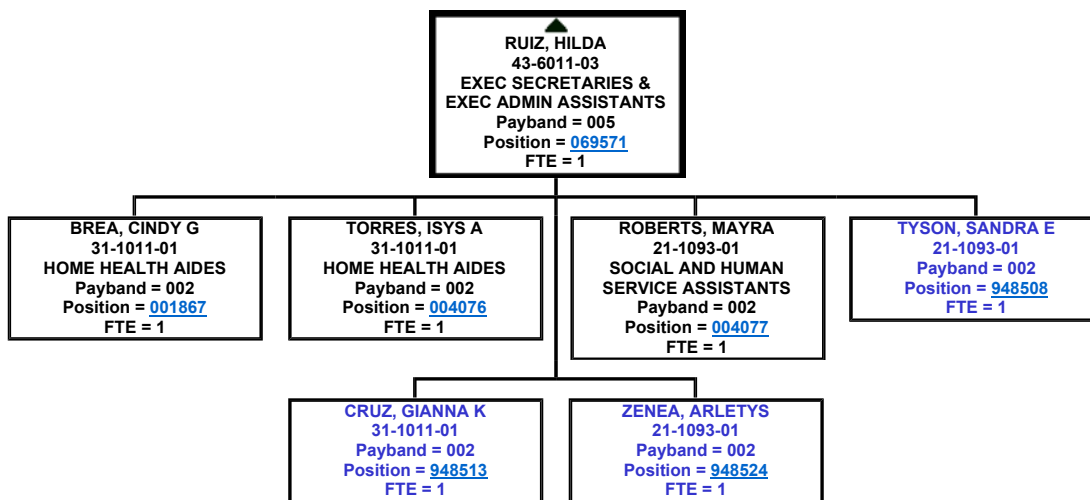 RUIZ, HILDA
43-6011-03
EXEC SECRETARIES &
EXEC ADMIN ASSISTANTS
Payband = 005
Position = 069571
FTE = 1
BREA, CINDY G
31-1011-01
HOME HEALTH AIDES
Payband = 002
Position = 001867
FTE = 1
TORRES, ISYS A
31-1011-01
HOME HEALTH AIDES
Payband = 002
Position = 004076
FTE = 1
ROBERTS, MAYRA
21-1093-01
SOCIAL AND HUMAN
SERVICE ASSISTANTS
Payband = 002
Position = 004077
FTE = 1
TYSON, SANDRA E
21-1093-01
Payband = 002
Position = 948508
FTE = 1
CRUZ, GIANNA K
31-1011-01
Payband = 002
Position = 948513
FTE = 1
ZENEA, ARLETYS
21-1093-01
Payband = 002
Position = 948524
FTE = 1